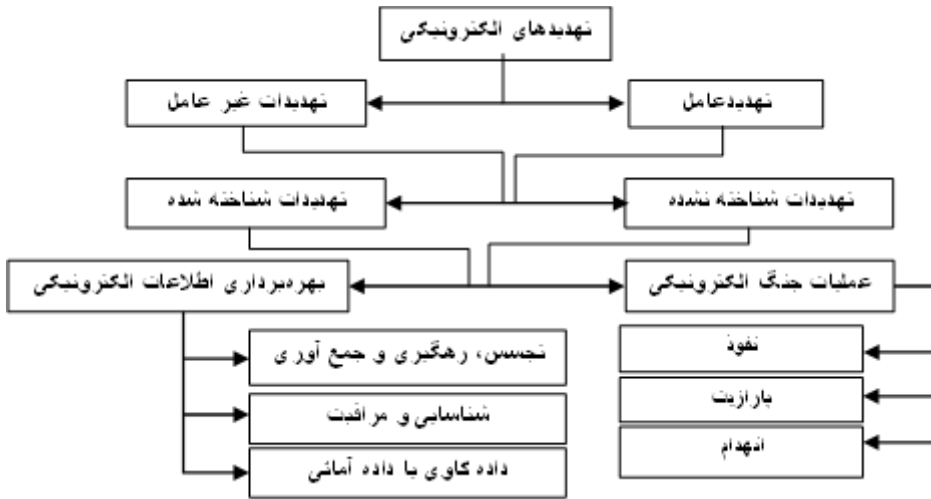 تهدیدهای الکترونیکی
تهدیدعامل
تهدیدات غیر عامل
تهدیدات شناخته نشده
تهدیدات شناخته شده
عملیات جنگ الکترونیکی
بهره‌برداری اطلاعات الکترونیکی
نفوذ
پارازیت
انهدام
تجسس، رهگیری و جمع آوری
شناسایی و مراقبت
داده کاوی یا داده آمائی